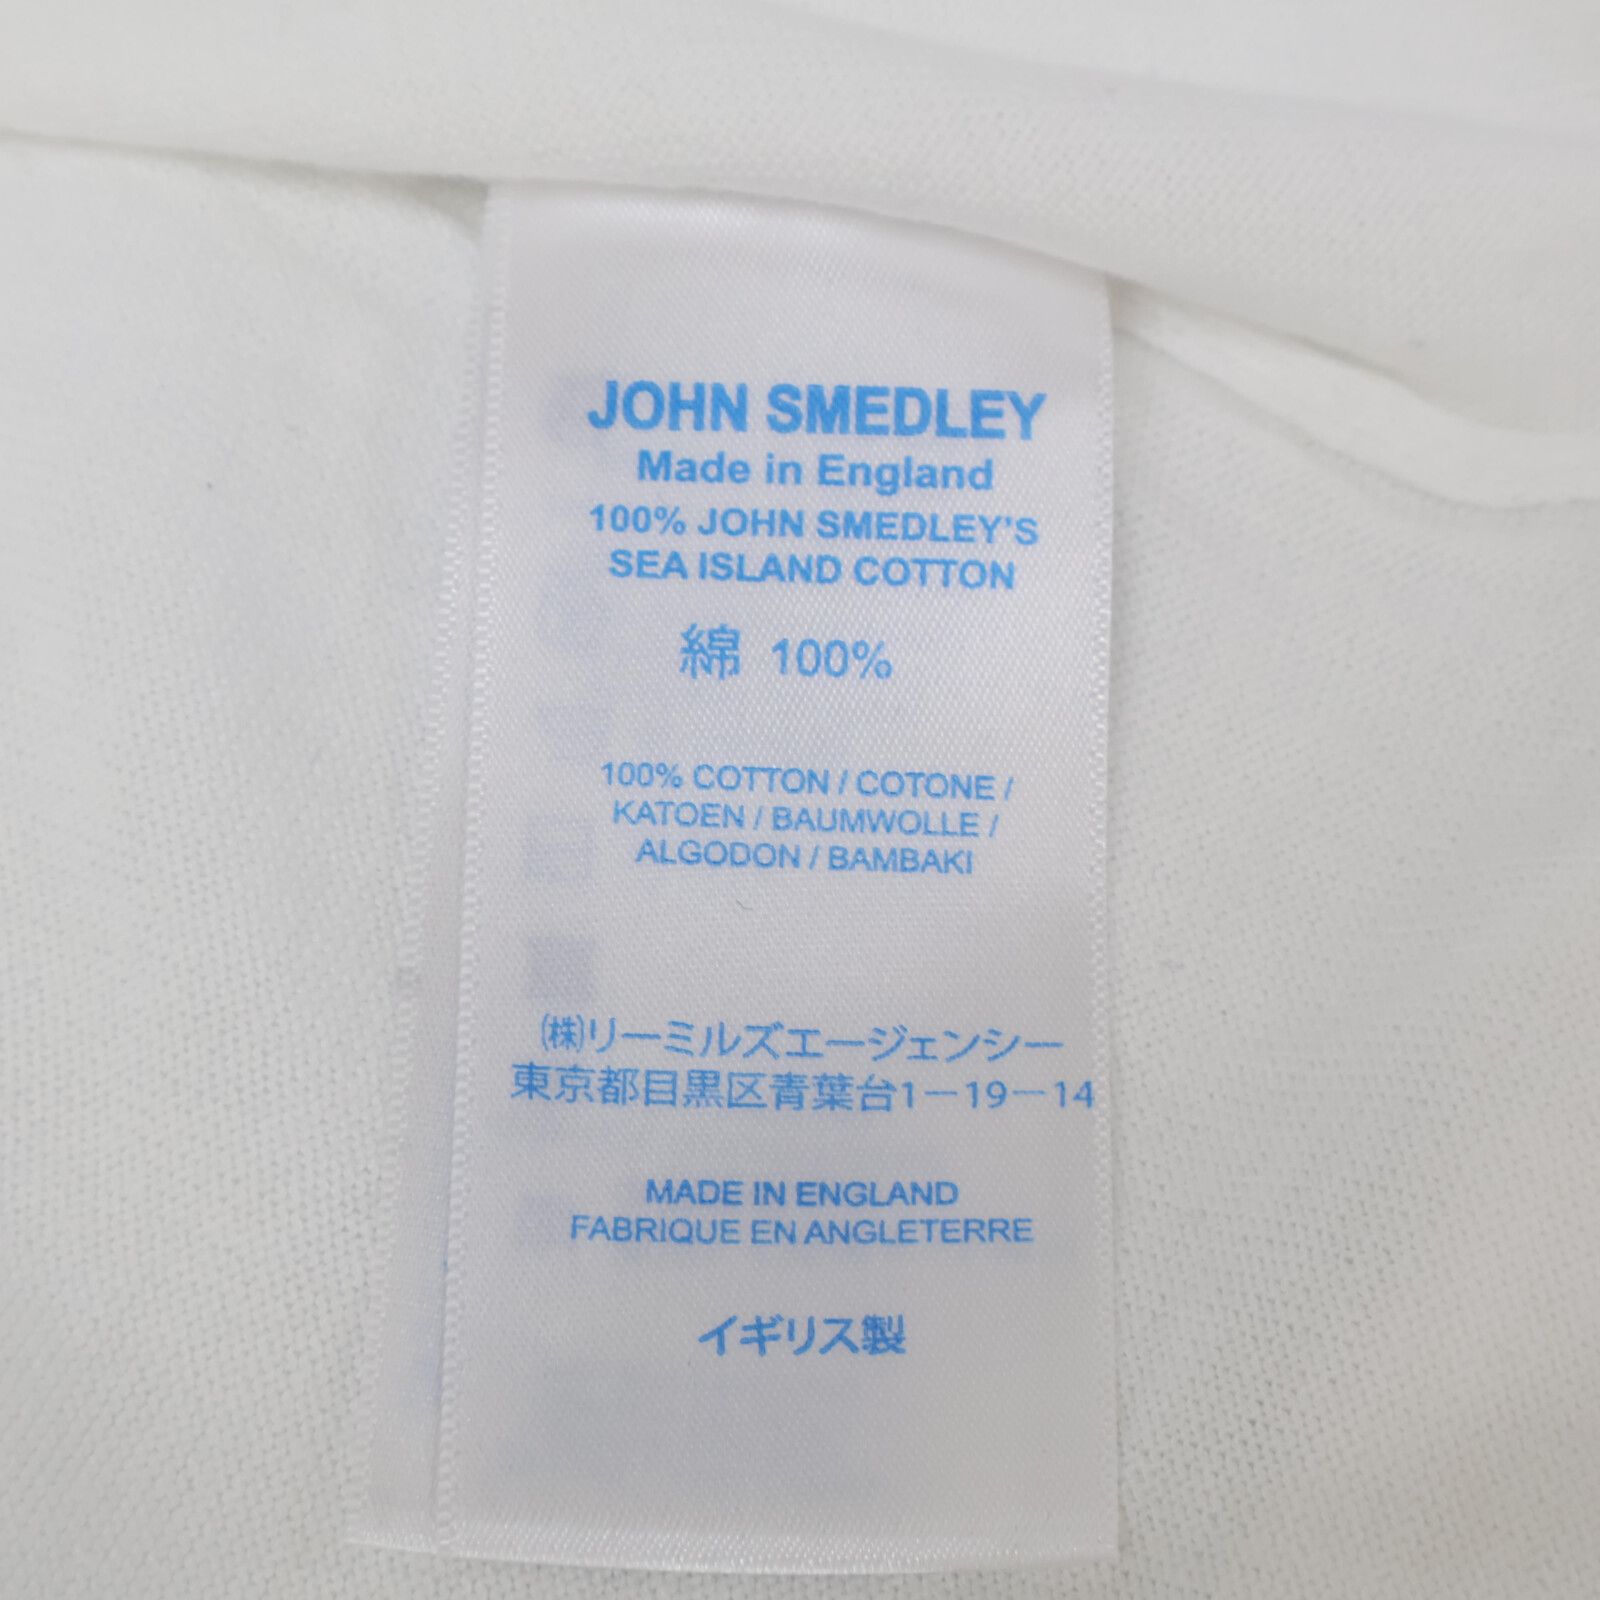 JOHN SMEDLEY
Made in England
100% JOHN SMEDLEY'S
SEA ISLAND COTTON
綿 100%
100% COTTON / COTONE /
KATOEN / BAUMWOLLE /
ALGODON / BAMBAKI
㈱リーミルズエージェンシー
東京都目黒区青葉台1－19－14
MADE IN ENGLAND
FABRIQUE EN ANGLETERRE
イギリス製